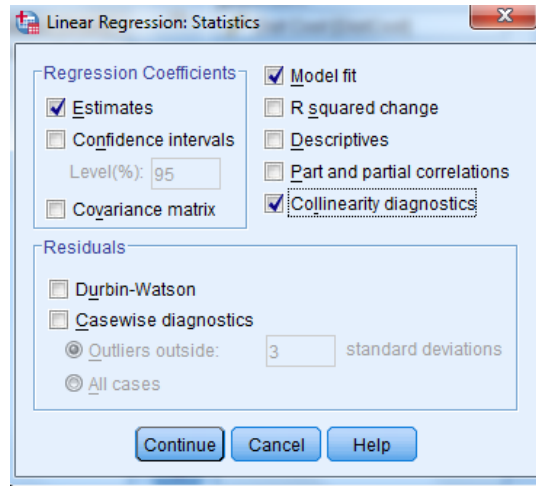 Linear Regression: Statistics
Regression Coefficients
Estimates
Confidence intervals
Level(%): 95
Covariance matrix
Model fit
R squared change
Descriptives
Part and partial correlations
Collinearity diagnostics
Residuals
Durbin-Watson
Casewise diagnostics
Outliers outside: 3 standard deviations
All cases
Continue Cancel Help